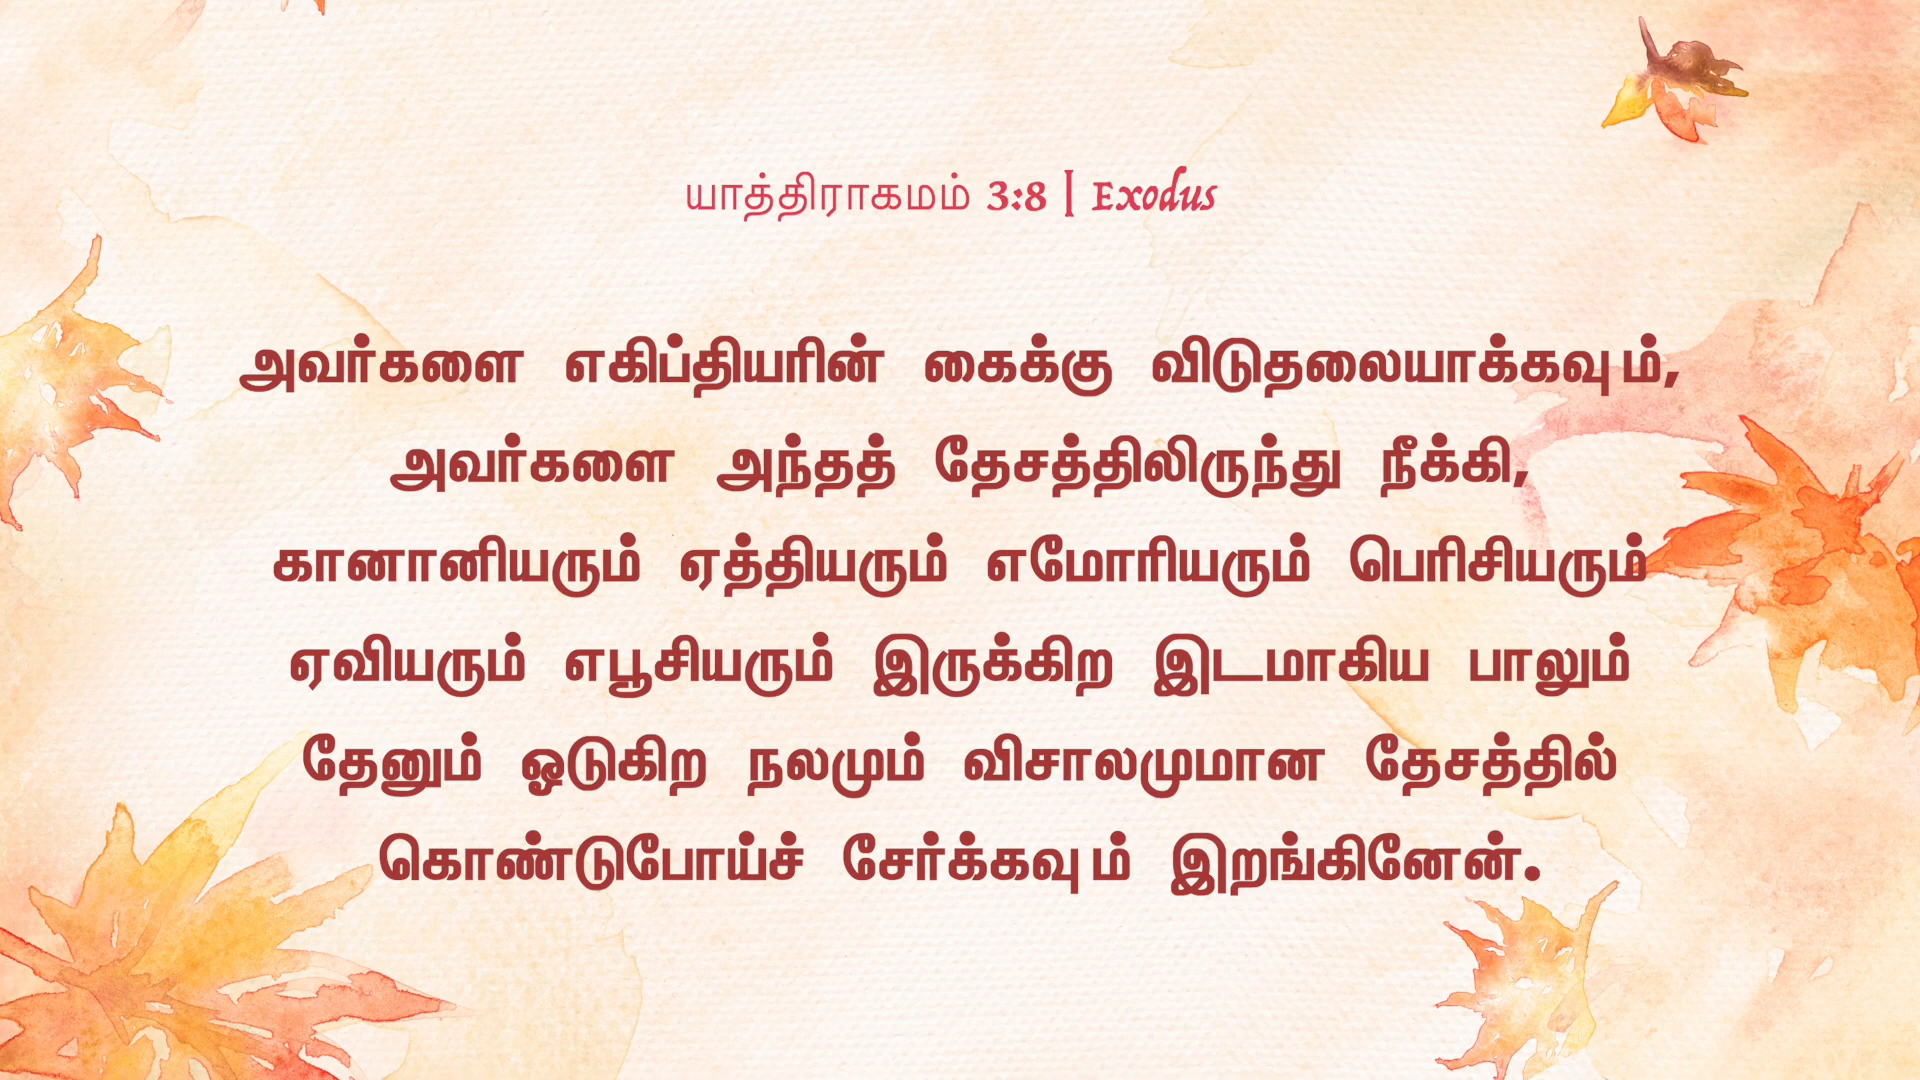 யாத்திராகமம் 3:8 | Exodus
அவர்களை எகிப்தியரின் கைக்கு விடுதலையாக்கவும்,
அவர்களை அந்தத் தேசத்திலிருந்து நீக்கி,
கானானியரும் ஏத்தியரும் எமோரியரும் பெரிசியரும்
ஏவியரும் எபூசியரும் இருக்கிற இடமாகிய பாலும்
தேனும் ஓடுகிற நலமும் விசாலமுமான தேசத்தில்
கொண்டுபோய்ச் சேர்க்கவும் இறங்கினேன்.